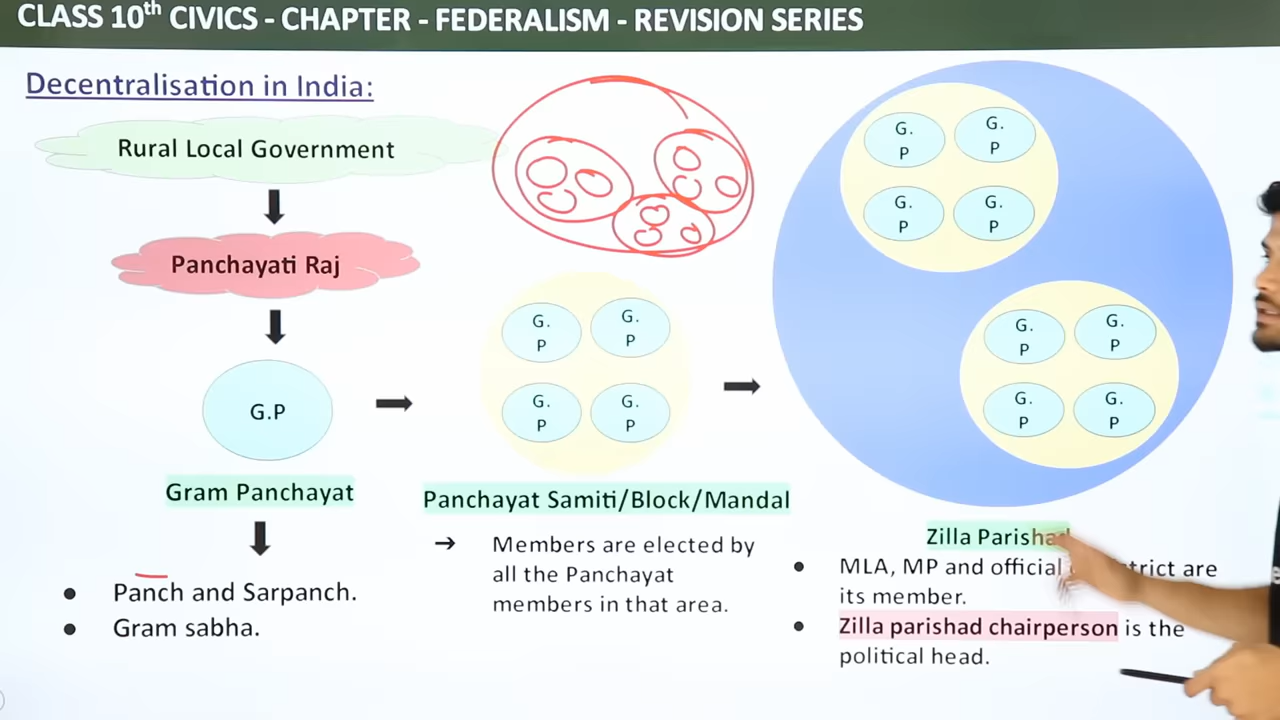 CLASS 10th CIVICS - CHAPTER - FEDERALISM - REVISION SERIES
Decentralisation in India:
Rural Local Government
Panchayati Raj
G.P
Gram Panchayat
Panch and Sarpanch.
Gram sabha.
G.
P
G.
P
G.
P
G.
P
Panchayat Samiti/Block/Mandal
→ Members are elected by
all the Panchayat
members in that area.
G.
P
G.
P
G.
P
G.
P
G.
P
G.
P
G.
P
G.
P
Zilla Parishad
MLA, MP and official are
its member.
Zilla parishad chairperson is the
political head.